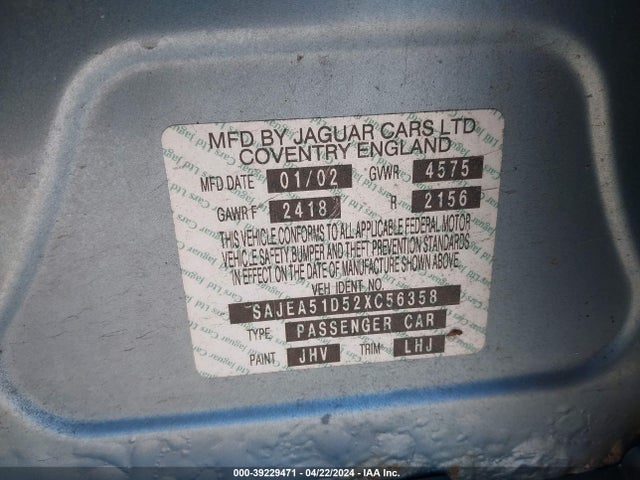 MFD BY JAGUAR CARS LTD
COVENTRY ENGLAND
MFD DATE 01/02 GVWR 4575
GAWR F 2418 R 2156
THIS VEHICLE CONFORMS TO ALL APPLICABLE FEDERAL MOTOR
VEHICLE SAFETY, BUMPER AND THEFT PREVENTION STANDARDS
IN EFFECT ON THE DATE OF MANUFACTURE SHOWN ABOVE.
VEH IDENT NO.
SAJEA51D52XC56358
TYPE PASSENGER CAR
PAINT JHV TRIM LHJ
000-39229471 - 04/22/2024 - IAA Inc.